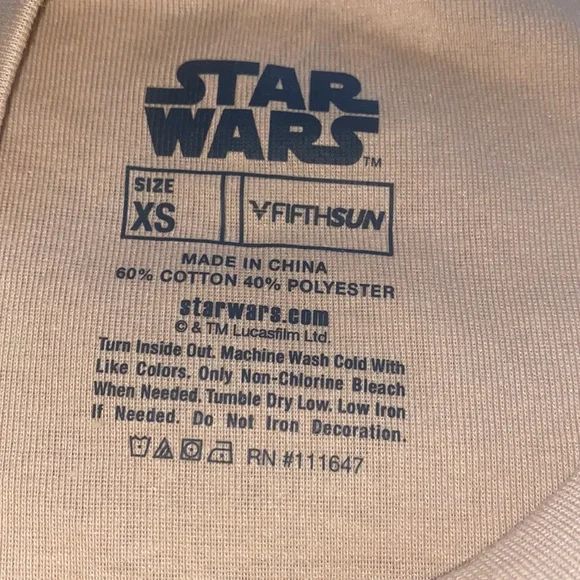 STAR
WARS™
SIZE
XS
FIFTHSUN
MADE IN CHINA
60% COTTON 40% POLYESTER
starwars.com
© & TM Lucasfilm Ltd.
Turn Inside Out. Machine Wash Cold With
Like Colors. Only Non-Chlorine Bleach
When Needed. Tumble Dry Low. Low Iron
If Needed. Do Not Iron Decoration.
RN #111647